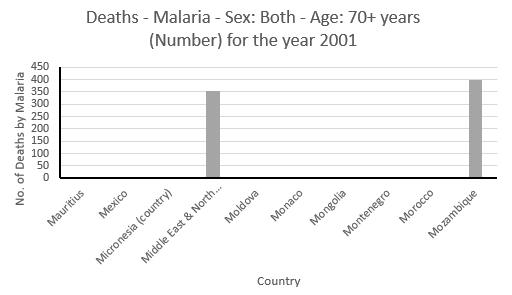 Deaths - Malaria - Sex: Both - Age: 70+ years
(Number) for the year 2001
No. of Deaths by Malaria
450
400
350
300
250
200
150
100
50
0
Mauritius
Mexico
Micronesia (country)
Middle East & North...
Moldova
Monaco
Mongolia
Montenegro
Morocco
Mozambique
Country